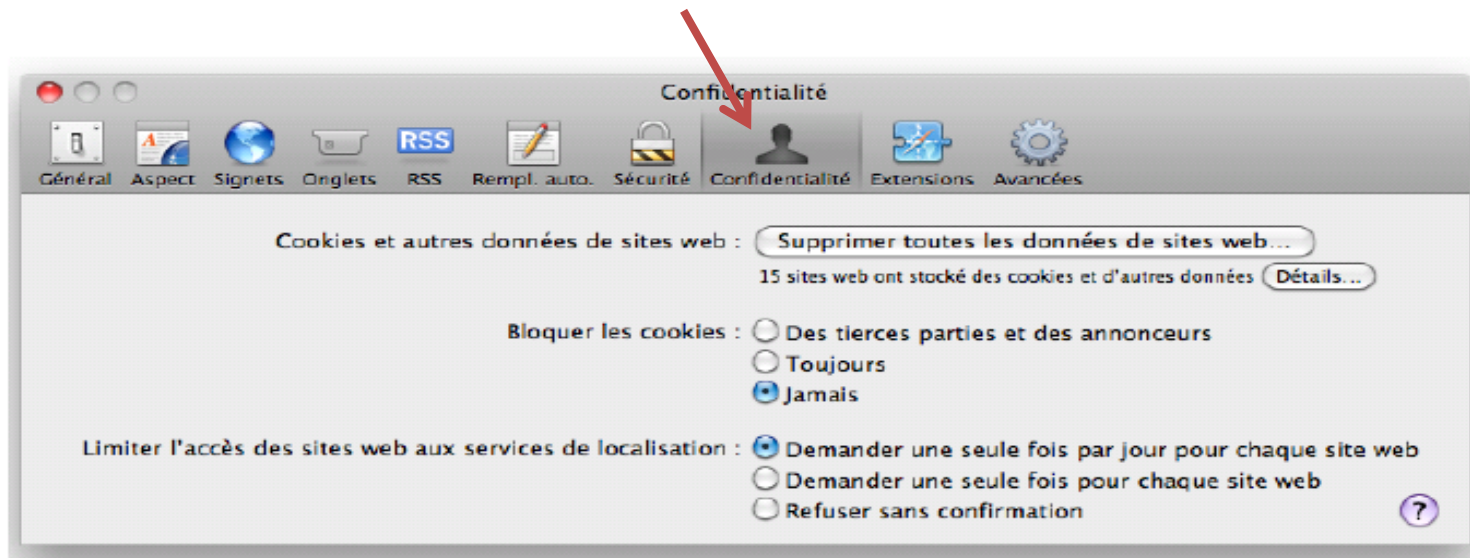 Confidentialité
RSS
Général Aspect Signets Onglets RSS Rempl. auto. Sécurité Confidentialité Extensions Avancées
Cookies et autres données de sites web : Supprimer toutes les données de sites web...
15 sites web ont stocké des cookies et d'autres données Détails...
Bloquer les cookies : Des tierces parties et des annonceurs
Toujours
Jamais
Limiter l'accès des sites web aux services de localisation : Demander une seule fois par jour pour chaque site web
Demander une seule fois pour chaque site web
Refuser sans confirmation
?